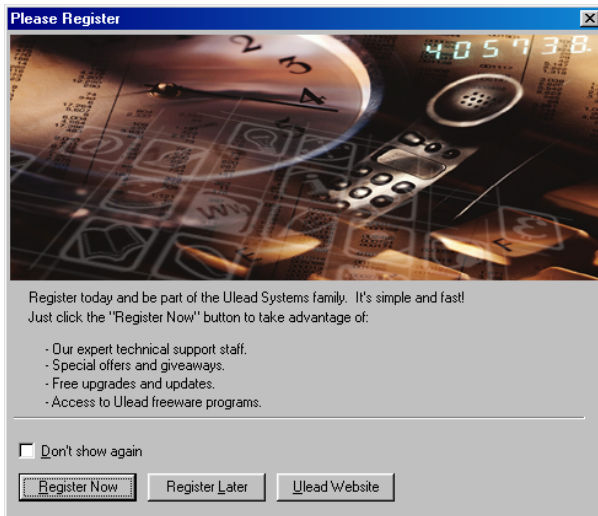 Please Register
2
3
4
4 0 5 7 3 8.
Register today and be part of the Ulead Systems family.  It's simple and fast!
Just click the "Register Now" button to take advantage of:
- Our expert technical support staff.
- Special offers and giveaways.
- Free upgrades and updates.
- Access to Ulead freeware programs.
Don't show again
Register Now
Register Later
Ulead Website